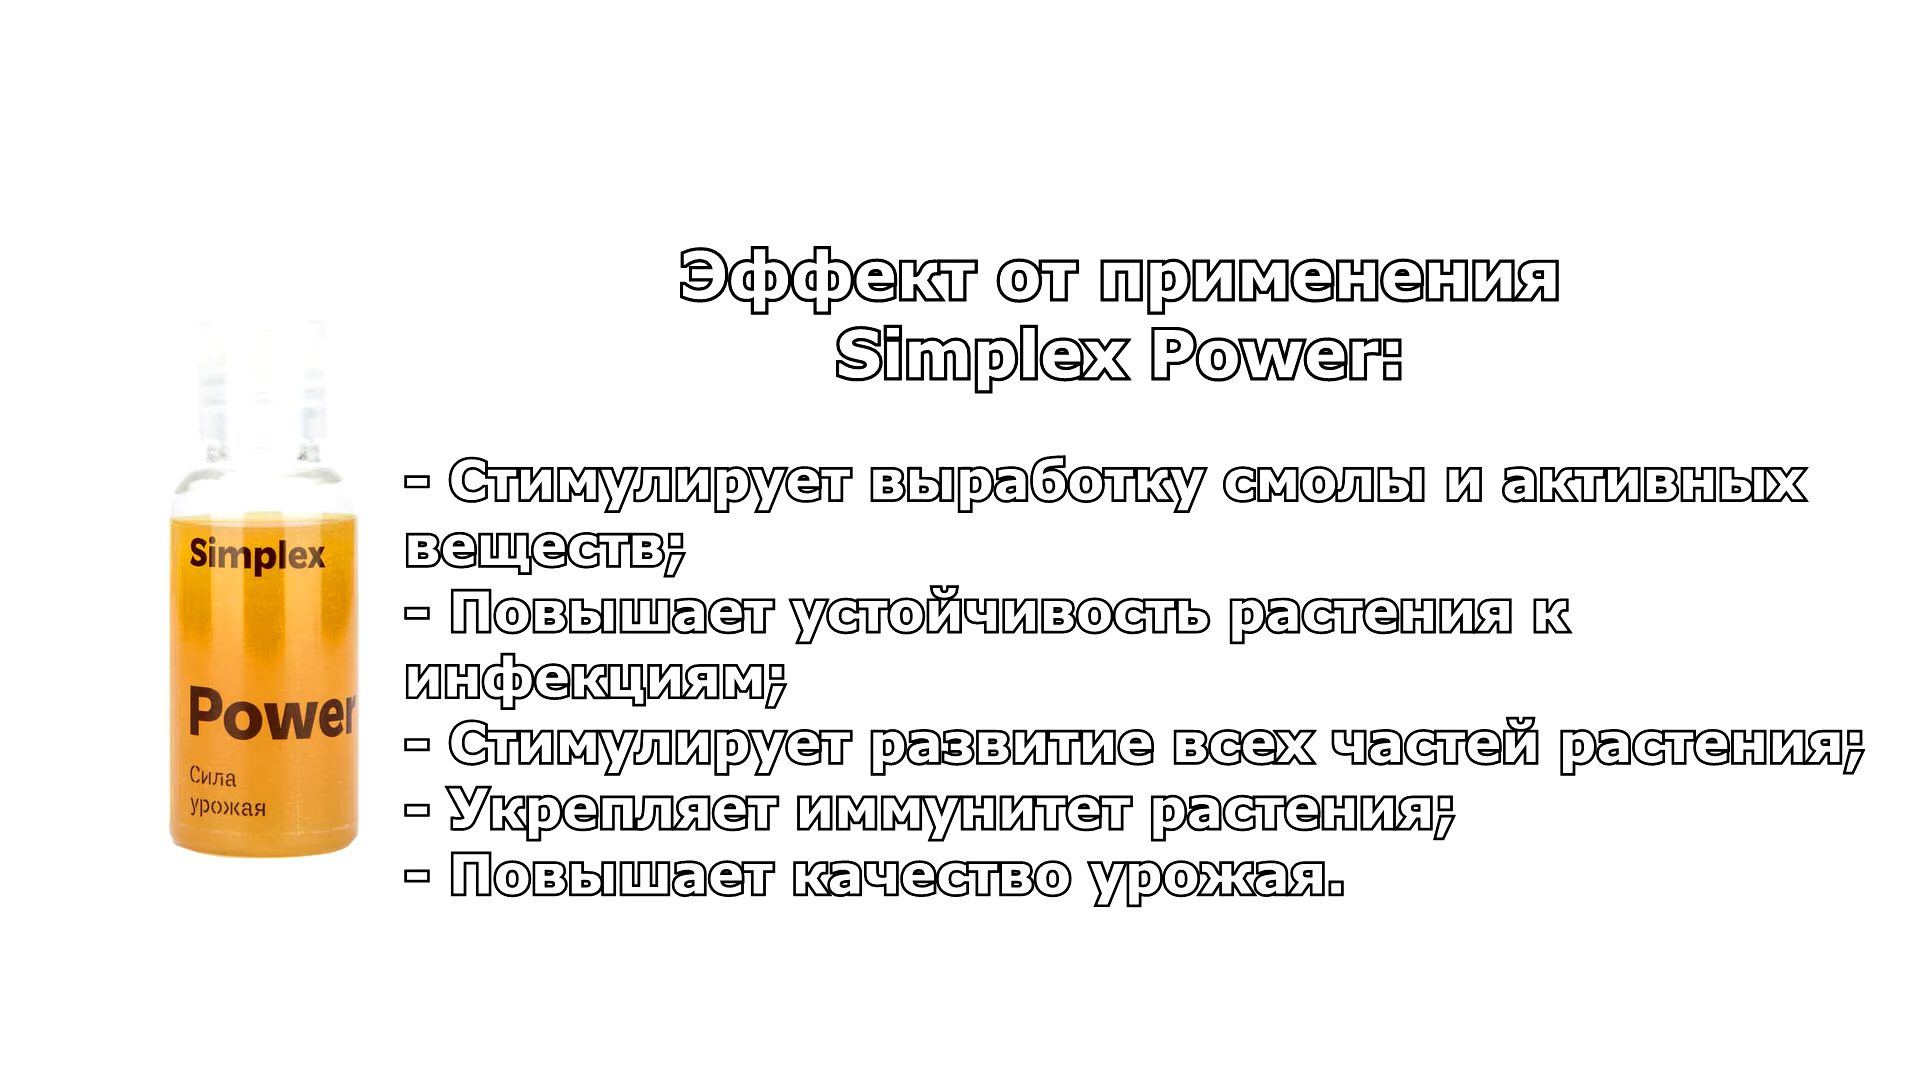 Эффект от применения
Simplex Power:
- Стимулирует выработку смолы и активных
веществ;
- Повышает устойчивость растения к
инфекциям;
- Стимулирует развитие всех частей растения;
- Укрепляет иммунитет растения;
- Повышает качество урожая.
Simplex
Power
Сила
урожая